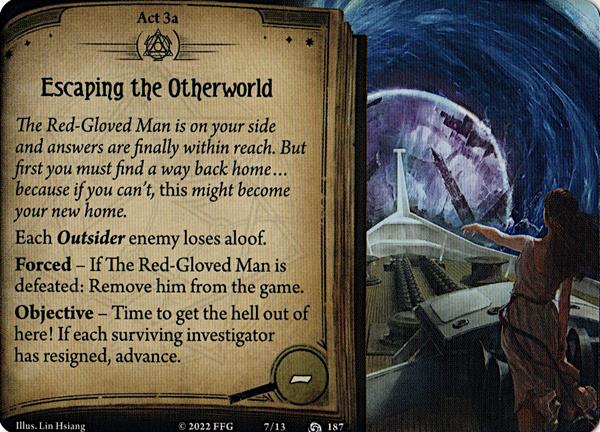 Act 3a
Escaping the Otherworld
The Red-Gloved Man is on your side
and answers are finally within reach. But
first you must find a way back home...
because if you can't, this might become
your new home.
Each Outsider enemy loses aloof.
Forced – If The Red-Gloved Man is
defeated: Remove him from the game.
Objective – Time to get the hell out of
here! If each surviving investigator
has resigned, advance.
–
Illus. Lin Hsiang © 2022 FFG 7/13 187